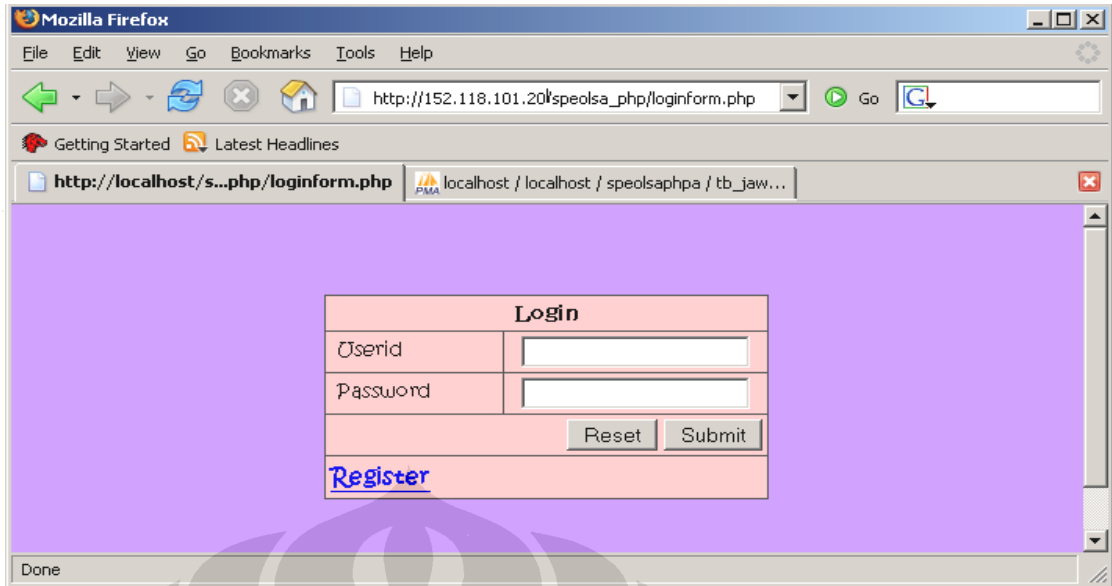 Mozilla Firefox
File Edit View Go Bookmarks Tools Help
http://152.118.101.20/speolsa_php/loginform.php Go G
Getting Started Latest Headlines
http://localhost/s...php/loginform.php PMA localhost / localhost / speolsaphpa / tb_jaw...
Login
Userid
Password
Reset Submit
Register
Done